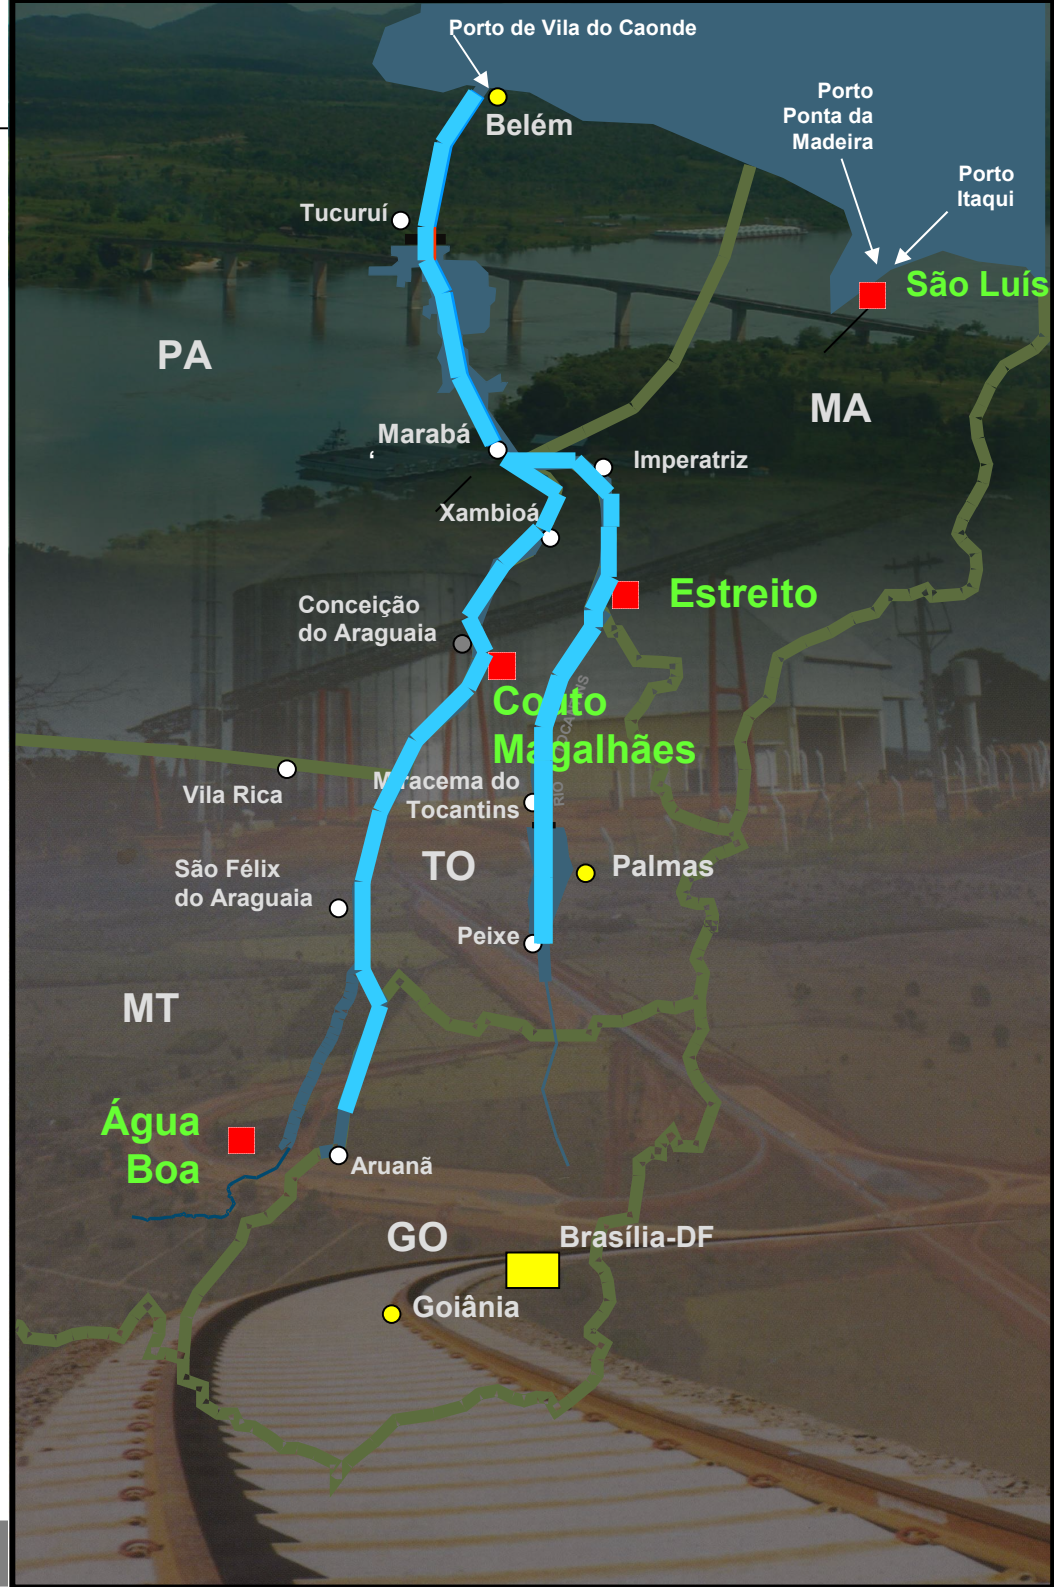 Porto de Vila do Caonde
Porto
Ponta da
Madeira
Belém
Porto
Itaqui
Tucuruí
São Luís
PA
MA
Marabá
‘
Imperatriz
Xambioá
Estreito
Conceição
do Araguaia
RIO TOCANTINS
Couto
Magalhães
Miracema do
Tocantins
Vila Rica
TO
Palmas
São Félix
do Araguaia
Peixe
MT
Água
Boa
Aruanã
GO
Brasília-DF
Goiânia